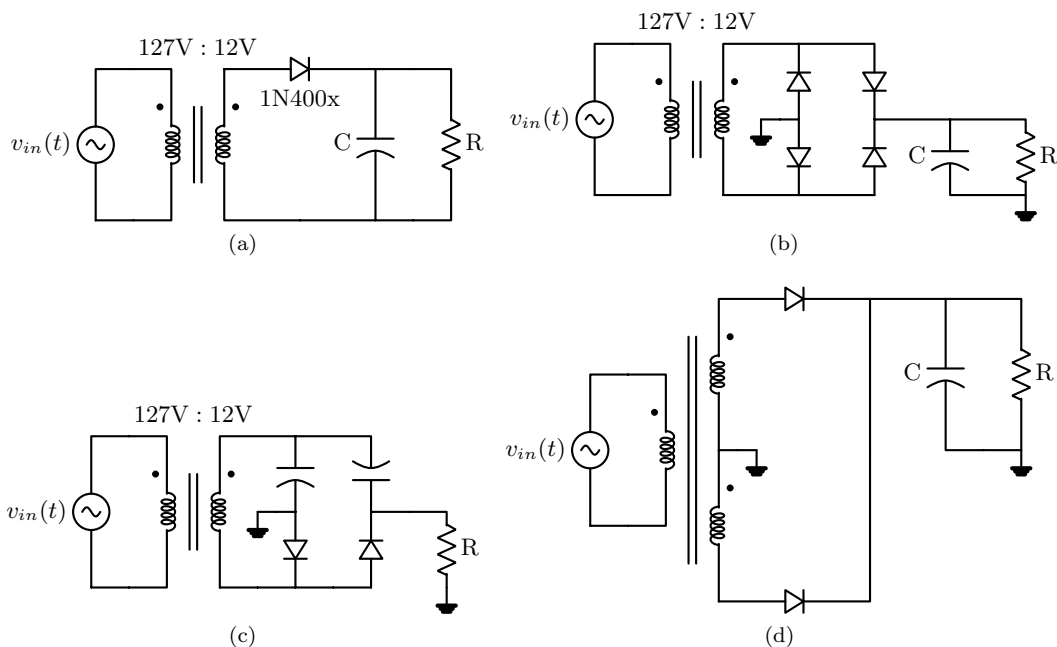 127V : 12V
1N400x
v_in(t)
C
R
(a)
127V : 12V
v_in(t)
C
R
(b)
127V : 12V
v_in(t)
R
(c)
v_in(t)
C
R
(d)